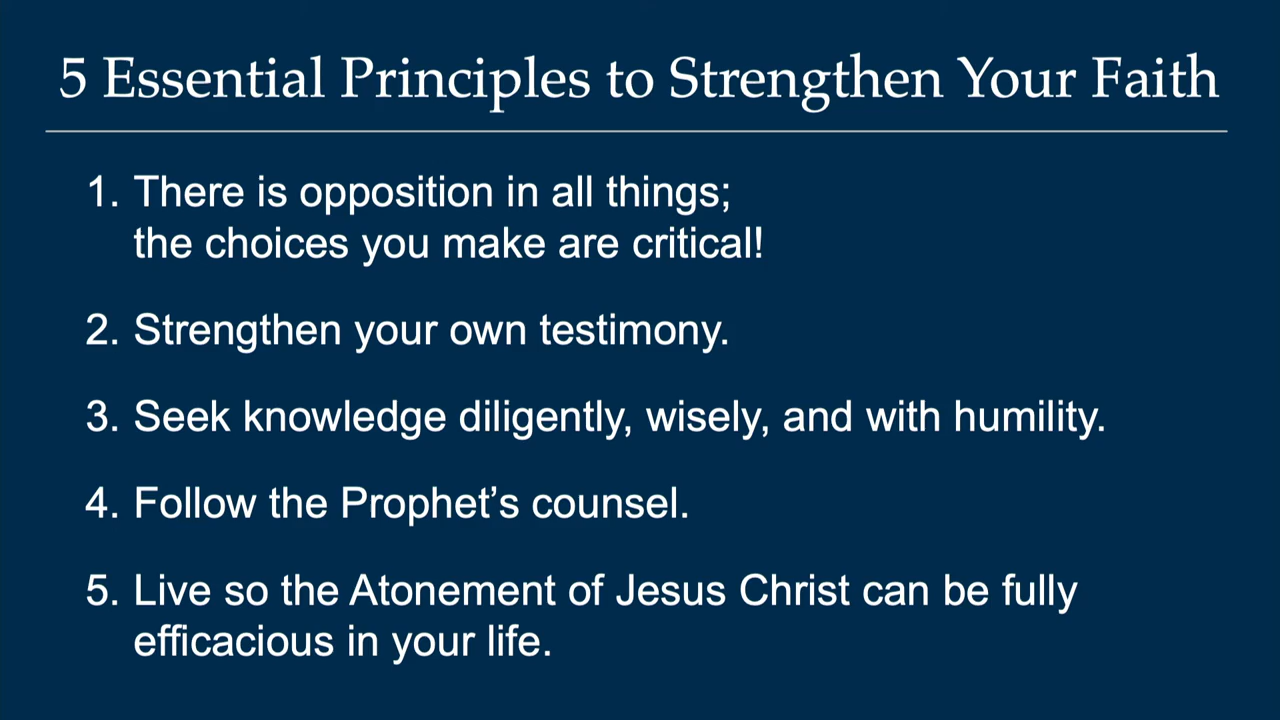 5 Essential Principles to Strengthen Your Faith
1. There is opposition in all things;
the choices you make are critical!
2. Strengthen your own testimony.
3. Seek knowledge diligently, wisely, and with humility.
4. Follow the Prophet’s counsel.
5. Live so the Atonement of Jesus Christ can be fully
efficacious in your life.